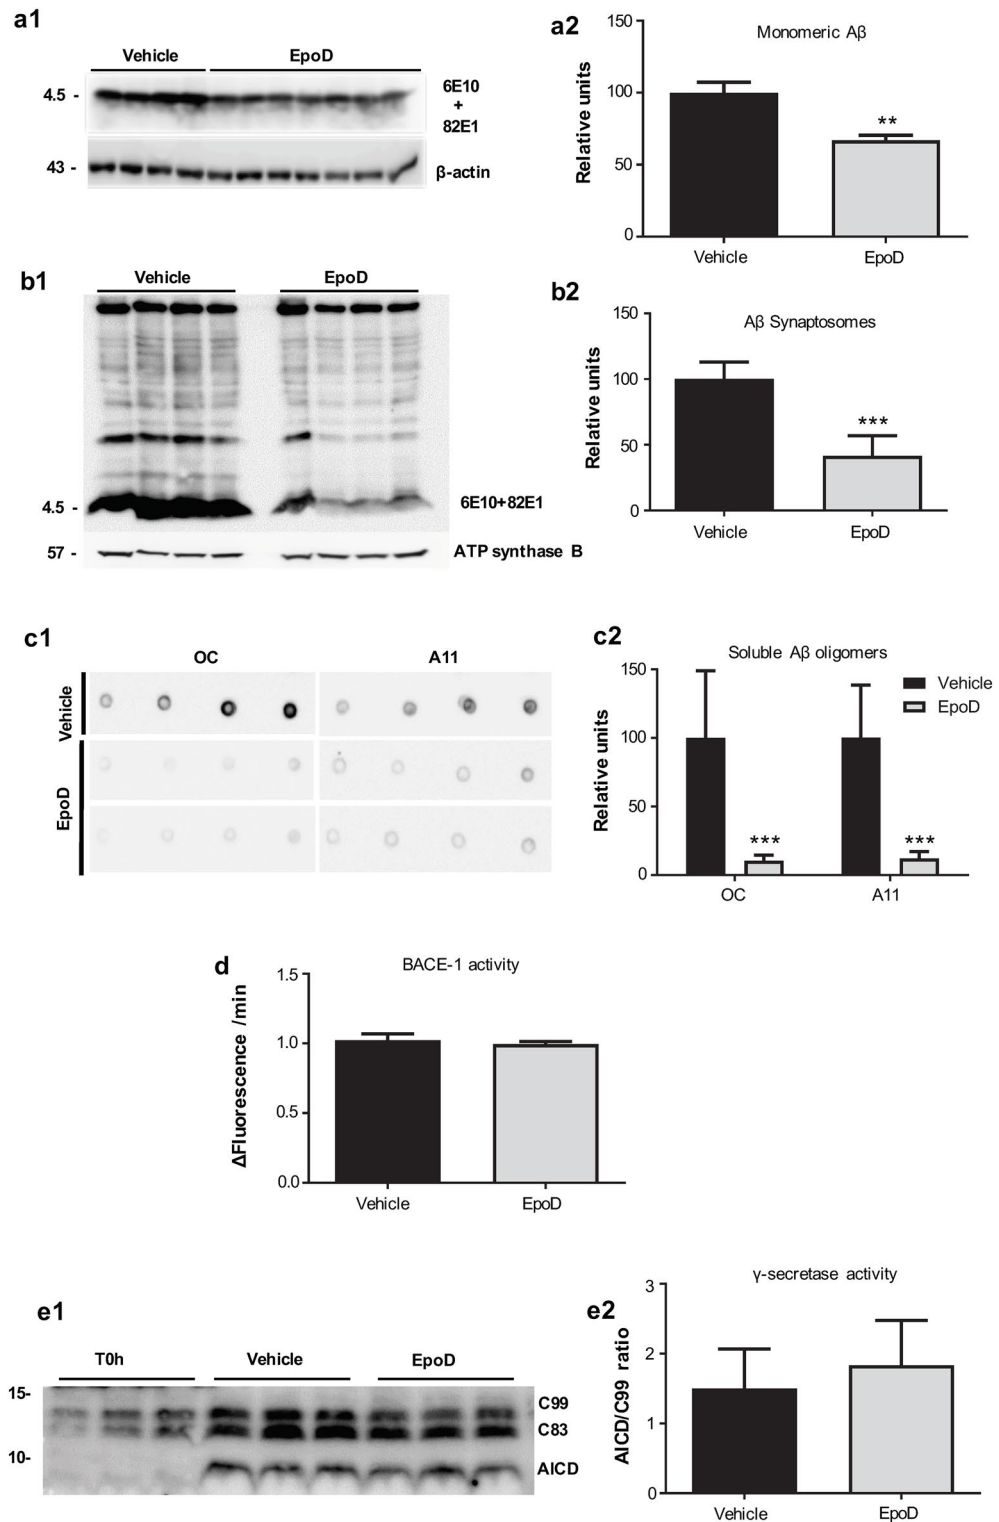 a1
Vehicle EpoD
4.5 -
6E10
+
82E1
43 -
β-actin
a2
Monomeric Aβ
Relative units
150
100
50
0
**
Vehicle EpoD
b1
Vehicle EpoD
4.5 -
6E10+82E1
57 -
ATP synthase B
b2
Aβ Synaptosomes
Relative units
150
100
50
0
***
Vehicle EpoD
c1
OC A11
Vehicle
EpoD
c2
Soluble Aβ oligomers
Relative units
150
100
50
0
Vehicle
EpoD
*** ***
OC A11
d
BACE-1 activity
ΔFluorescence /min
1.5
1.0
0.5
0.0
Vehicle EpoD
e1
T0h Vehicle EpoD
15-
10-
C99
C83
AICD
e2
γ-secretase activity
AICD/C99 ratio
3
2
1
0
Vehicle EpoD